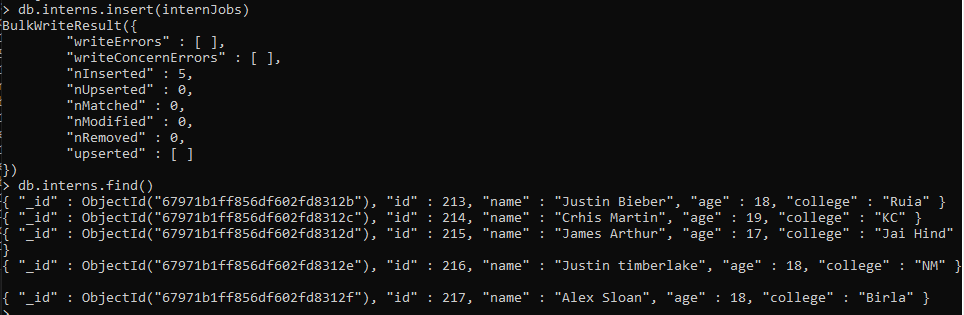 > db.interns.insert(internJobs)
BulkWriteResult({
"writeErrors" : [ ],
"writeConcernErrors" : [ ],
"nInserted" : 5,
"nUpserted" : 0,
"nMatched" : 0,
"nModified" : 0,
"nRemoved" : 0,
"upserted" : [ ]
})
> db.interns.find()
{ "_id" : ObjectId("67971b1ff856df602fd8312b"), "id" : 213, "name" : "Justin Bieber", "age" : 18, "college" : "Ruia" }
{ "_id" : ObjectId("67971b1ff856df602fd8312c"), "id" : 214, "name" : "Crhis Martin", "age" : 19, "college" : "KC" }
{ "_id" : ObjectId("67971b1ff856df602fd8312d"), "id" : 215, "name" : "James Arthur", "age" : 17, "college" : "Jai Hind"
}
{ "_id" : ObjectId("67971b1ff856df602fd8312e"), "id" : 216, "name" : "Justin timberlake", "age" : 18, "college" : "NM" }
{ "_id" : ObjectId("67971b1ff856df602fd8312f"), "id" : 217, "name" : "Alex Sloan", "age" : 18, "college" : "Birla" }
>